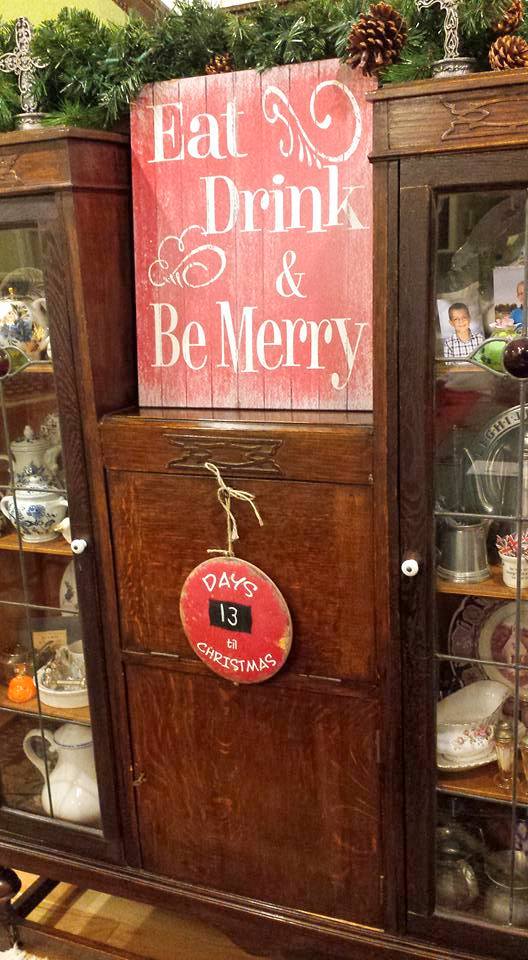 Eat
Drink
&
Be Merry
DAYS
13
til
CHRISTMAS